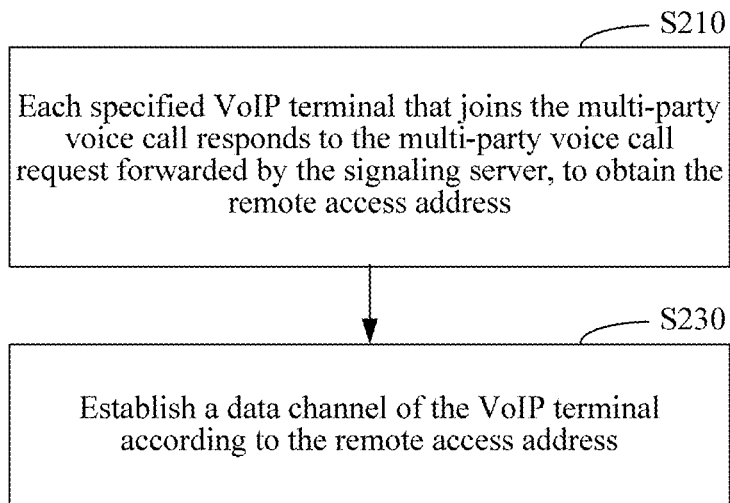 S210
Each specified VoIP terminal that joins the multi-party
voice call responds to the multi-party voice call
request forwarded by the signaling server, to obtain the
remote access address
S230
Establish a data channel of the VoIP terminal
according to the remote access address